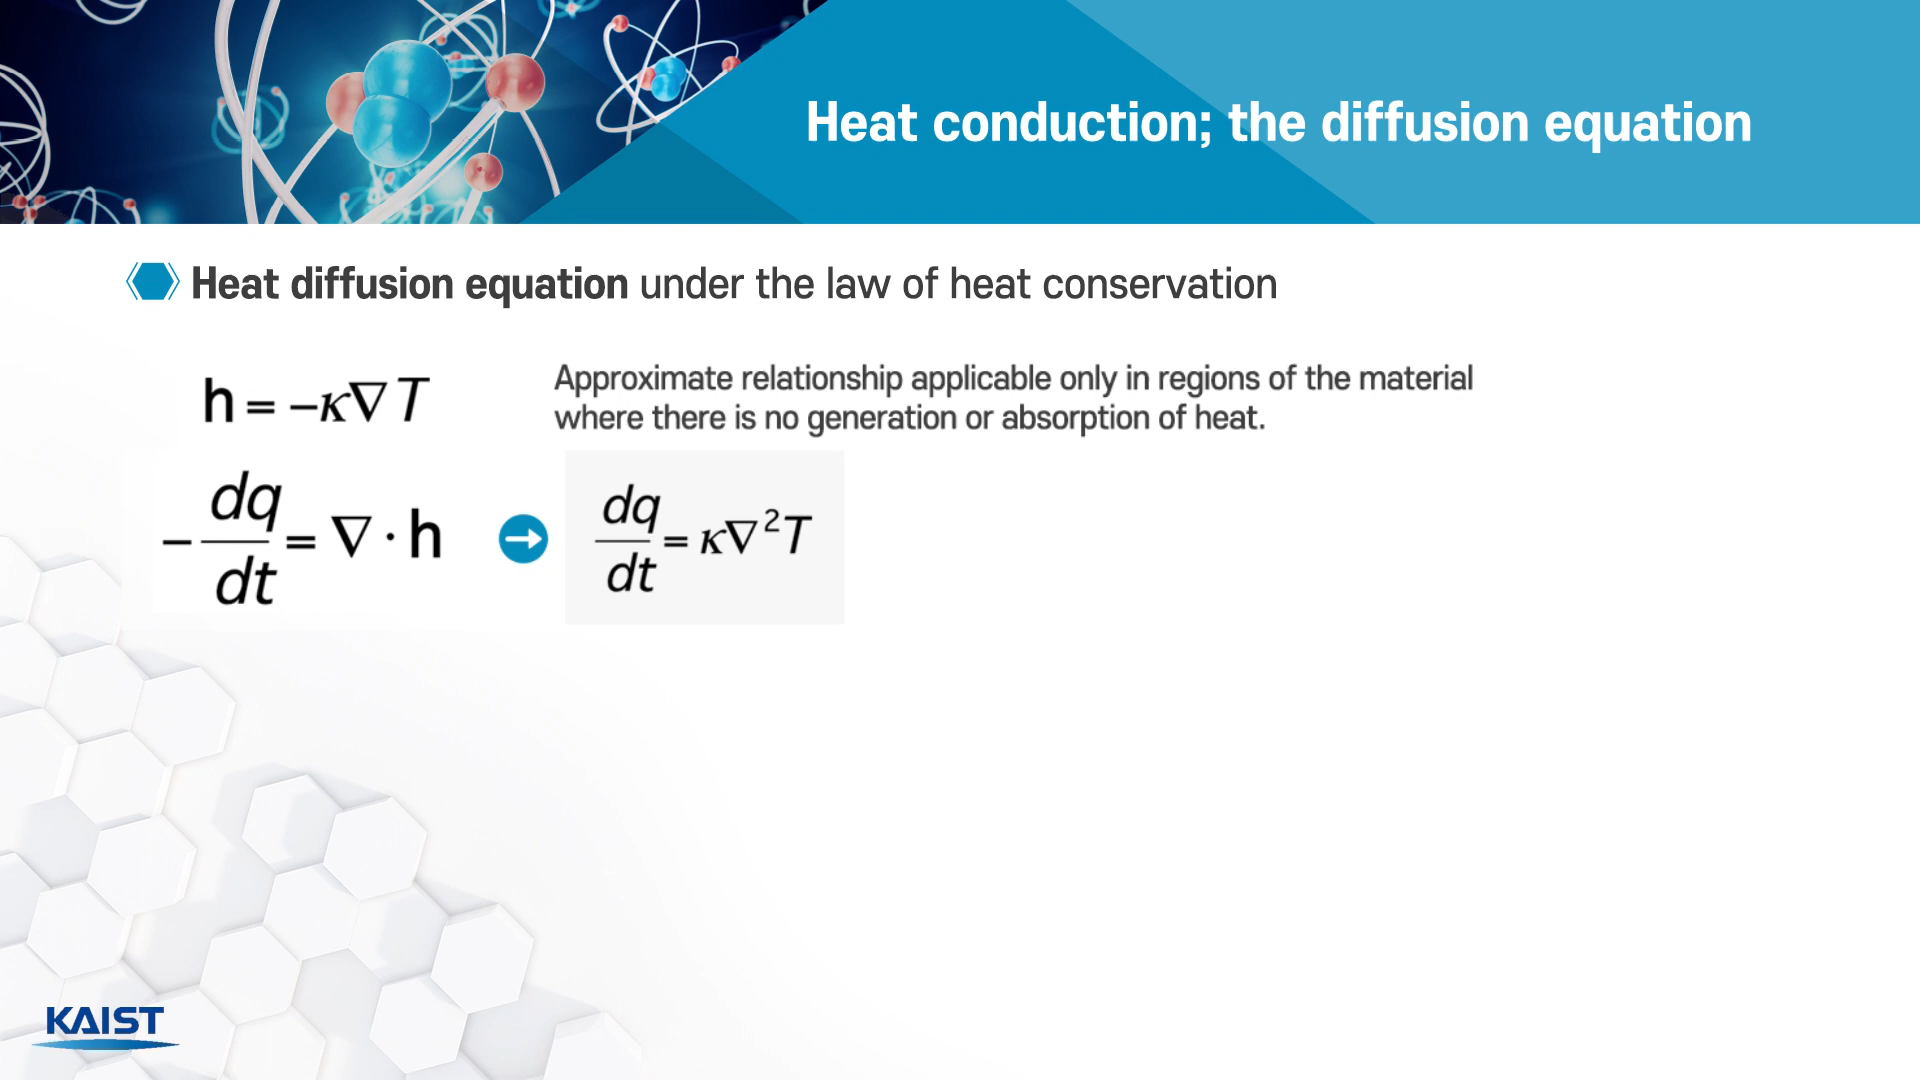 Heat conduction; the diffusion equation
Heat diffusion equation under the law of heat conservation
h = −κ∇T
Approximate relationship applicable only in regions of the material
where there is no generation or absorption of heat.
−dq/dt = ∇ · h
dq/dt = κ∇²T
KAIST